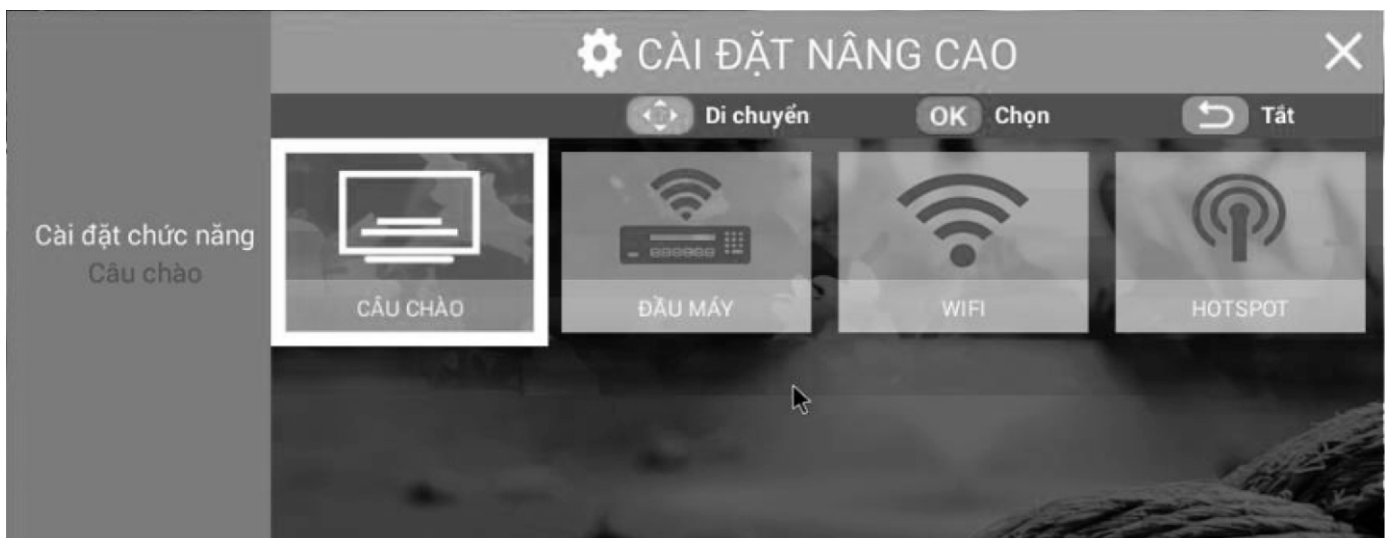 CÀI ĐẶT NÂNG CAO
Di chuyển OK Chọn Tắt
Cài đặt chức năng
Câu chào
CÂU CHÀO ĐẦU MÁY WIFI HOTSPOT